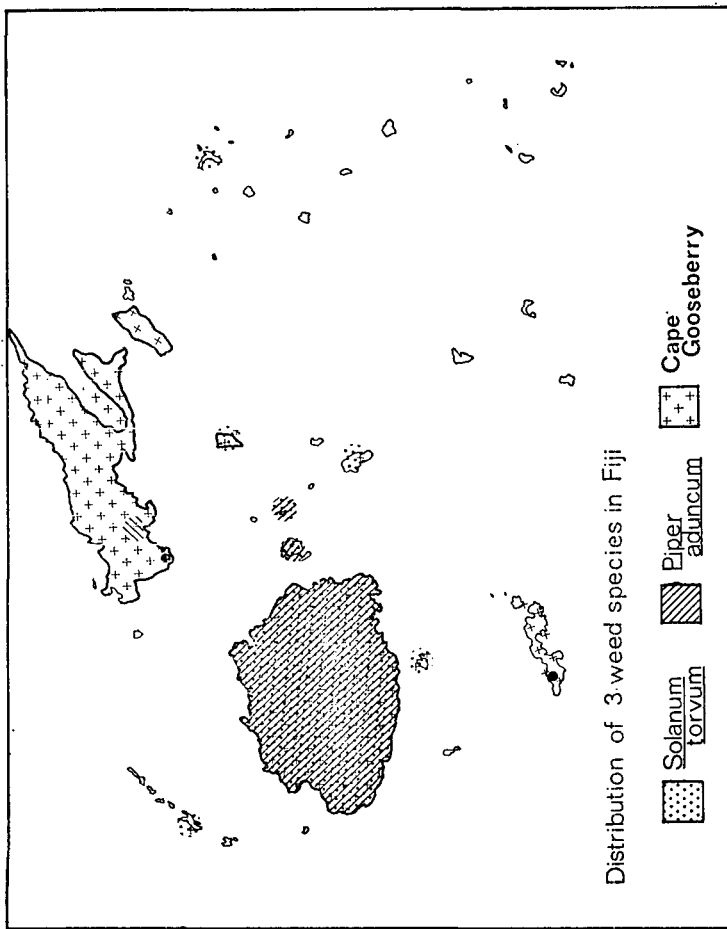 Distribution of 3 weed species in Fiji
Solanum
torvum
Piper
aduncum
Cape
Gooseberry